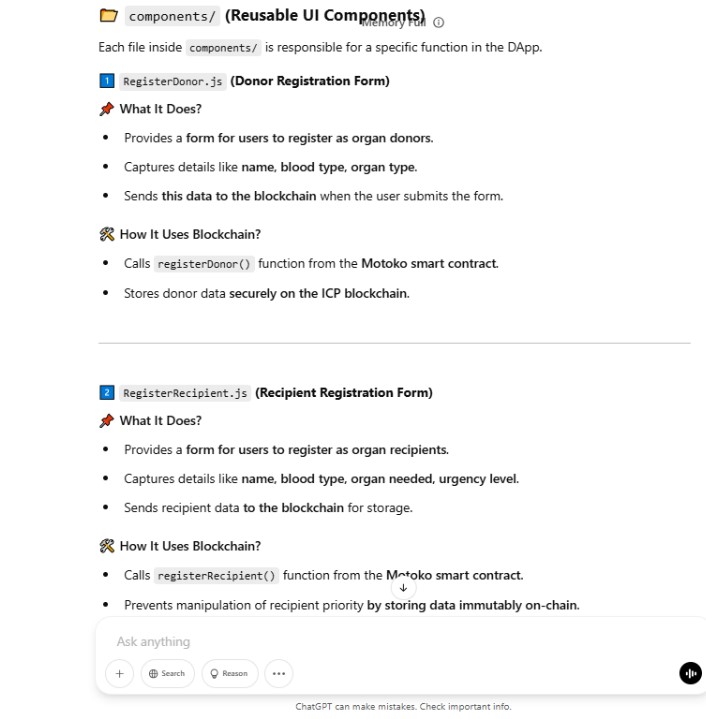 components/ (Reusable UI Components)
Memory Full
Each file inside components/ is responsible for a specific function in the DApp.
1 RegisterDonor.js (Donor Registration Form)
What It Does?
Provides a form for users to register as organ donors.
Captures details like name, blood type, organ type.
Sends this data to the blockchain when the user submits the form.
How It Uses Blockchain?
Calls registerDonor() function from the Motoko smart contract.
Stores donor data securely on the ICP blockchain.
2 RegisterRecipient.js (Recipient Registration Form)
What It Does?
Provides a form for users to register as organ recipients.
Captures details like name, blood type, organ needed, urgency level.
Sends recipient data to the blockchain for storage.
How It Uses Blockchain?
Calls registerRecipient() function from the Motoko smart contract.
Prevents manipulation of recipient priority by storing data immutably on-chain.
Ask anything
Search Reason
ChatGPT can make mistakes. Check important info.